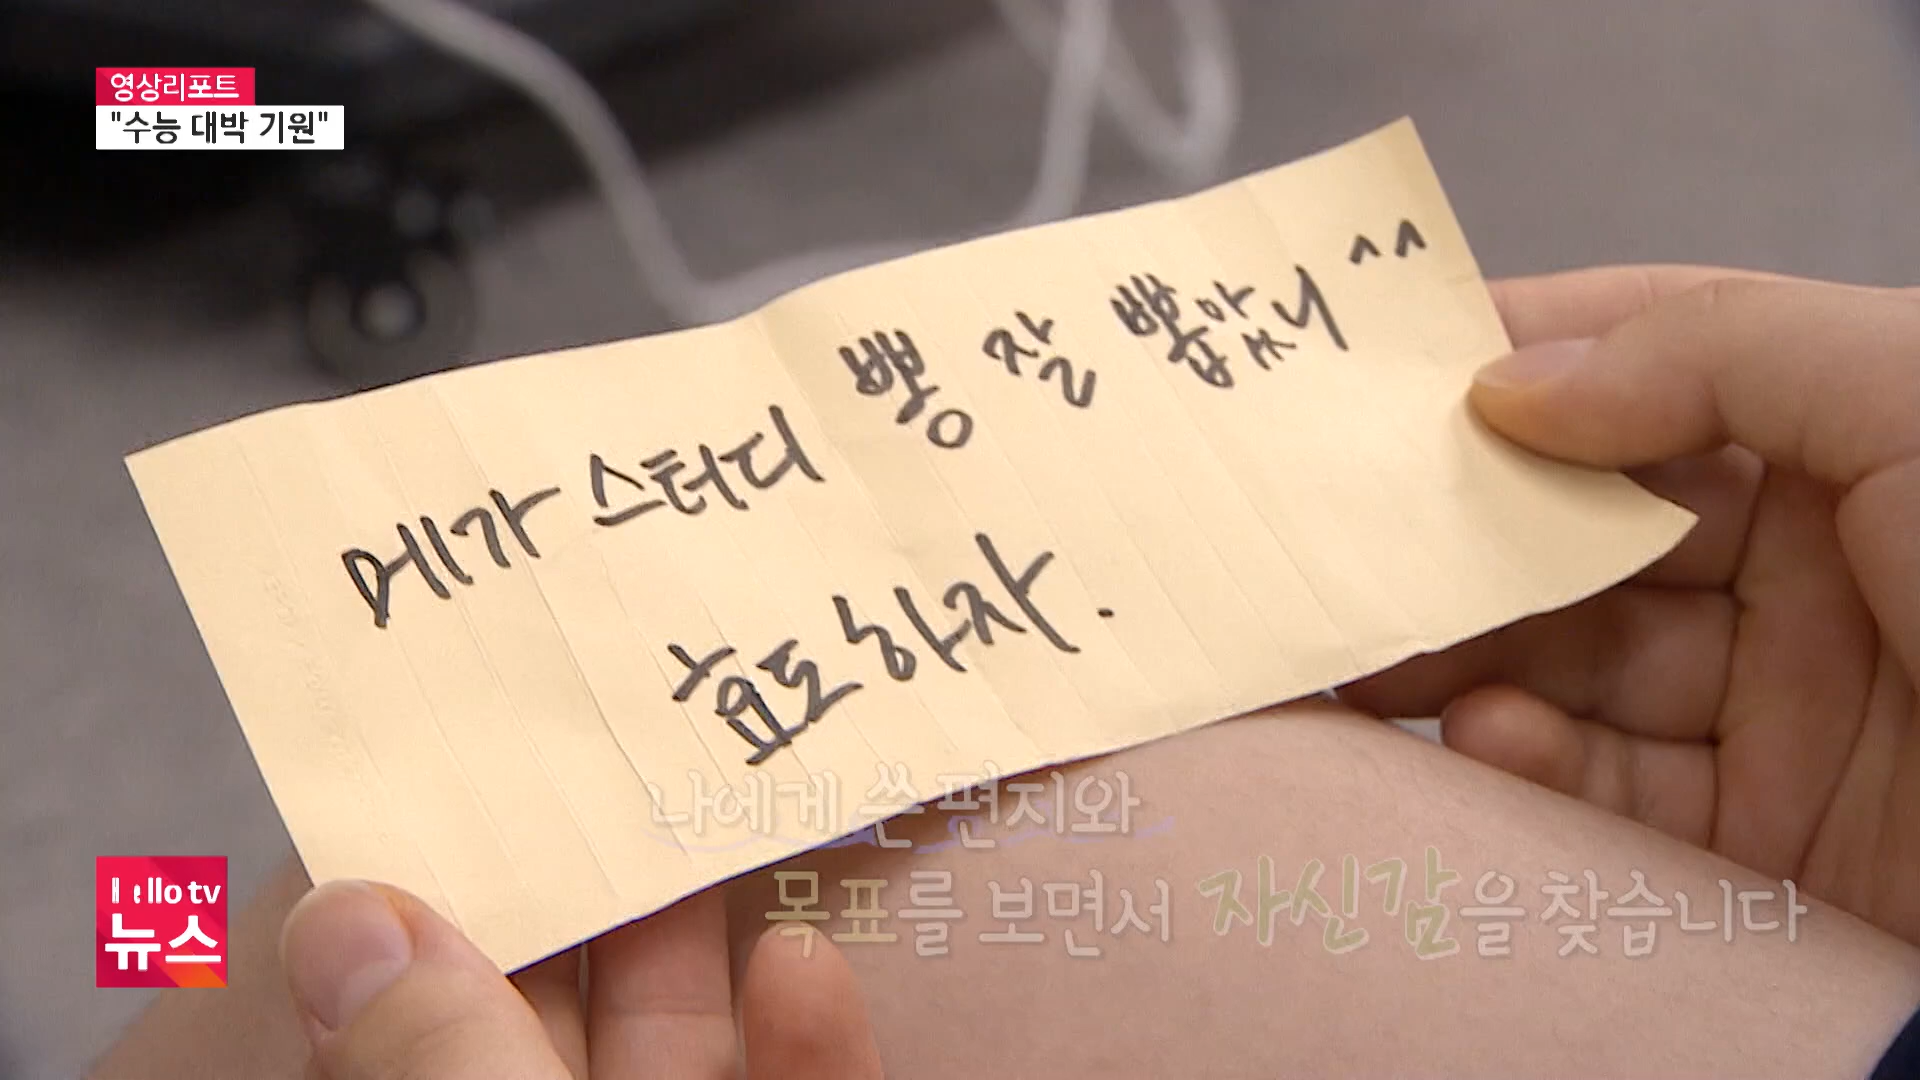 영상리포트
"수능 대박 기원"
메가스터디 뽕 잘 뽑았니 ^^
효도하자.
나에게 쓴 편지와
목표를 보면서 자신감을 찾습니다
Hello tv
뉴스